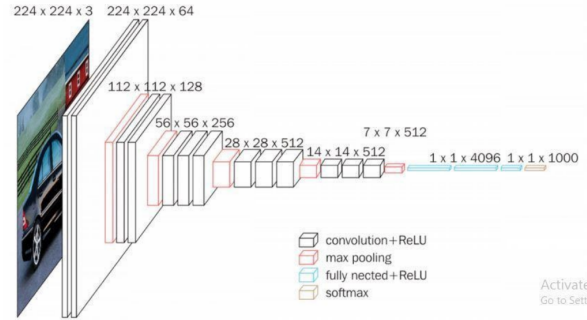 224 x 224 x 3
224 x 224 x 64
112 x 112 x 128
56 x 56 x 256
28 x 28 x 512
14 x 14 x 512
7 x 7 x 512
1 x 1 x 4096
1 x 1 x 1000
convolution+ReLU
max pooling
fully nected+ReLU
softmax
Activate
Go to Sett